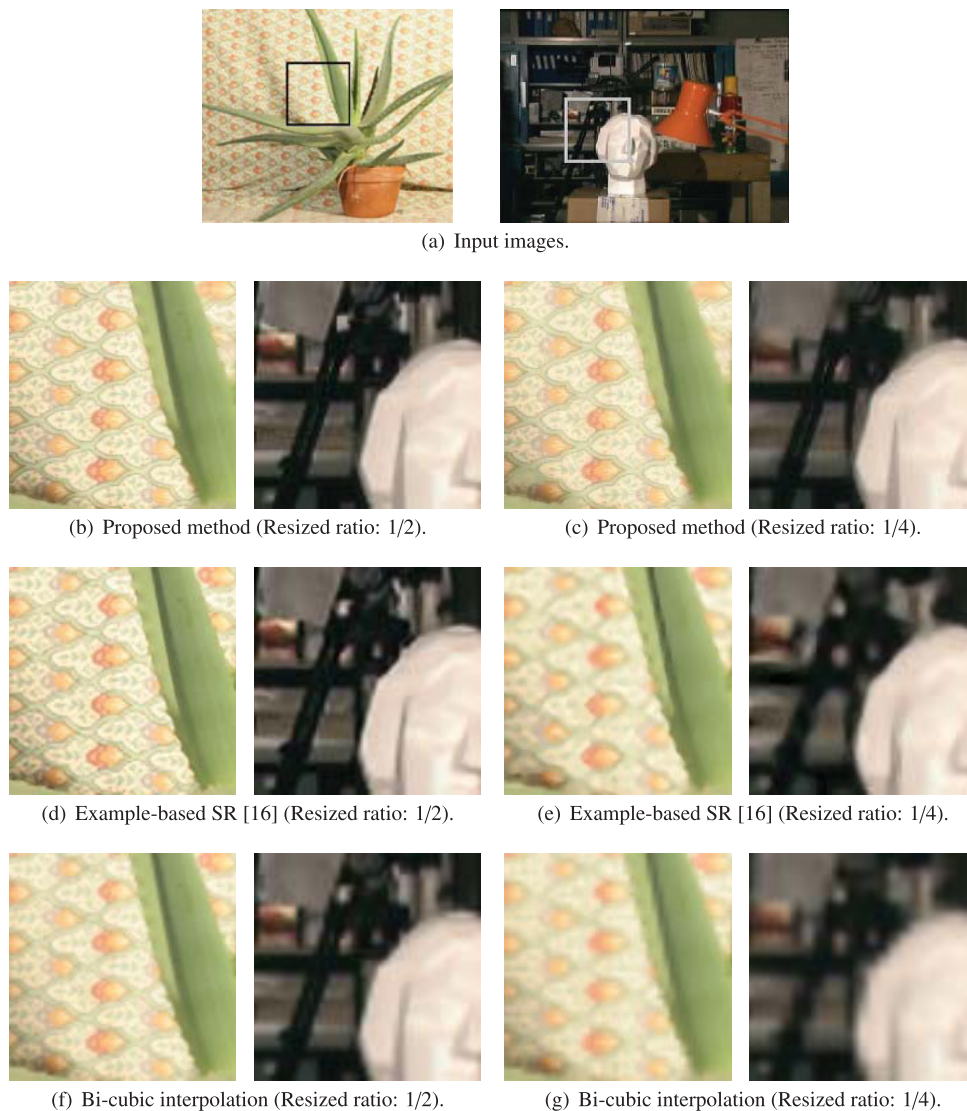 (a) Input images.
(b) Proposed method (Resized ratio: 1/2).
(c) Proposed method (Resized ratio: 1/4).
(d) Example-based SR [16] (Resized ratio: 1/2).
(e) Example-based SR [16] (Resized ratio: 1/4).
(f) Bi-cubic interpolation (Resized ratio: 1/2).
(g) Bi-cubic interpolation (Resized ratio: 1/4).